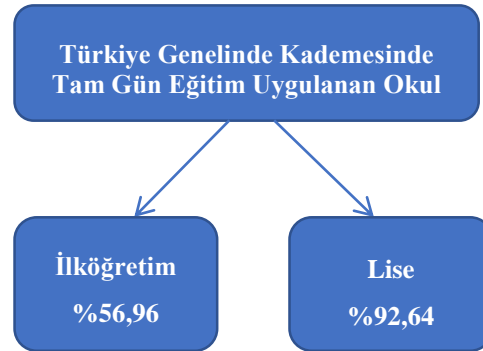 Türkiye Genelinde Kademesinde
Tam Gün Eğitim Uygulanan Okul
İlköğretim
%56,96
Lise
%92,64